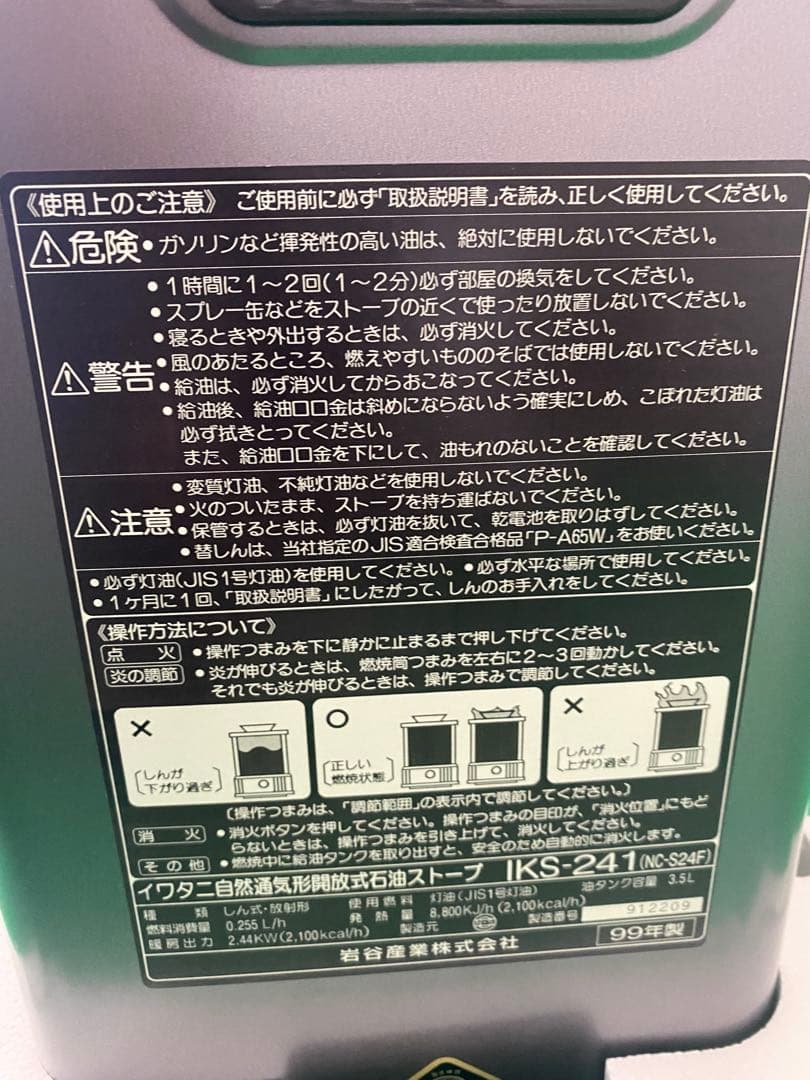 《使用上のご注意》 ご使用前に必ず「取扱説明書」を読み、正しく使用してください。
危険 •ガソリンなど揮発性の高い油は、絶対に使用しないでください。
警告
•1時間に1〜2回(1〜2分)必ず部屋の換気をしてください。
•スプレー缶などをストーブの近くで使ったり放置しないでください。
•寝るときや外出するときは、必ず消火してください。
•風のあたるところ、燃えやすいもののそばでは使用しないでください。
•給油は、必ず消火してからおこなってください。
•給油後、給油口口金は斜めにならないよう確実にしめ、こぼれた灯油は
必ず拭きとってください。
また、給油口口金を下にして、油もれのないことを確認してください。
注意
•変質灯油、不純灯油などを使用しないでください。
•火のついたまま、ストーブを持ち運ばないでください。
•保管するときは、必ず灯油を抜いて、乾電池を取りはずしてください。
•替しんは、当社指定のJIS適合検査合格品「P-A65W」をお使いください。
•必ず灯油(JIS1号灯油)を使用してください。 •必ず水平な場所で使用してください。
•1ヶ月に1回、「取扱説明書」にしたがって、しんのお手入れをしてください。
《操作方法について》
点火 •操作つまみを下に静かに止まるまで押し下げてください。
炎の調節 •炎が伸びるときは、燃焼筒つまみを左右に2〜3回動かしてください。
それでも炎が伸びるときは、操作つまみで調節してください。
× ○ ×
〔しんが
下がり過ぎ〕
〔正しい
燃焼状態〕
〔しんが
上がり過ぎ〕
(操作つまみは、「調節範囲」の表示内で調節してください。)
消火 •消火ボタンを押してください。操作つまみの目印が、「消火位置」にもど
らないときは、操作つまみを引き上げて、消火してください。
その他 •燃焼中に給油タンクを取り出すと、安全のため自動的に消火します。
イワタニ自然通気形開放式石油ストーブ IKS-241 (NC-S24F)
種類 しん式・放射形 使用燃料 灯油(JIS1号灯油) 油タンク容量 3.5L
燃料消費量 0.255L/h 発熱量 8,800KJ/h(2,100kcal/h) 製造番号 912209
暖房出力 2.44KW(2,100kcal/h) 製造元
岩谷産業株式会社 99年製